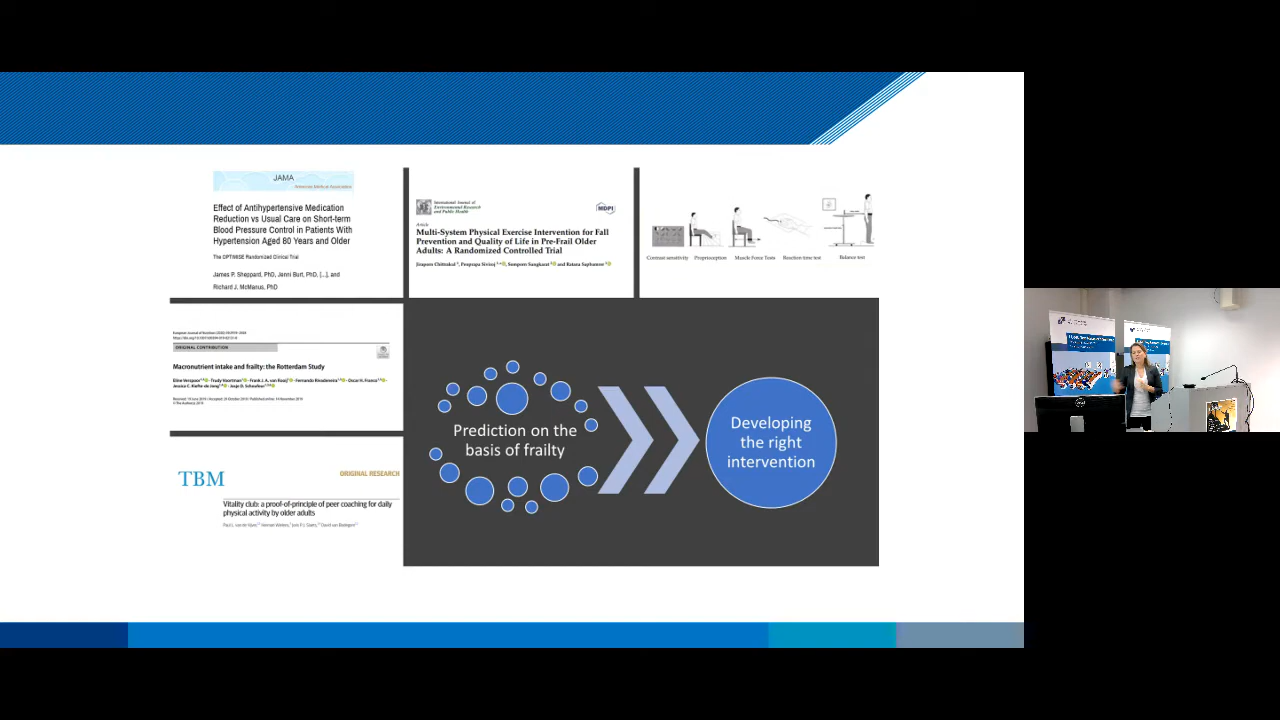 JAMA
Effect of Antihypertensive Medication
Reduction vs Usual Care on Short-term
Blood Pressure Control in Patients With
Hypertension Aged 80 Years and Older
The OPTIMISE Randomized Clinical Trial
James P. Sheppard, PhD, Jenni Burt, PhD, [...], and
Richard J. McManus, PhD
International Journal of
Environmental Research
and Public Health
MDPI
Article
Multi-System Physical Exercise Intervention for Fall
Prevention and Quality of Life in Pre-Frail Older
Adults: A Randomized Controlled Trial
Contrast sensitivity
Proprioception
Muscle Force Tests
Reaction time test
Balance test
ORIGINAL CONTRIBUTION
Macronutrient intake and frailty: the Rotterdam Study
TBM
ORIGINAL RESEARCH
Vitality club: a proof-of-principle of peer coaching for daily
physical activity by older adults
Prediction on the
basis of frailty
Developing
the right
intervention